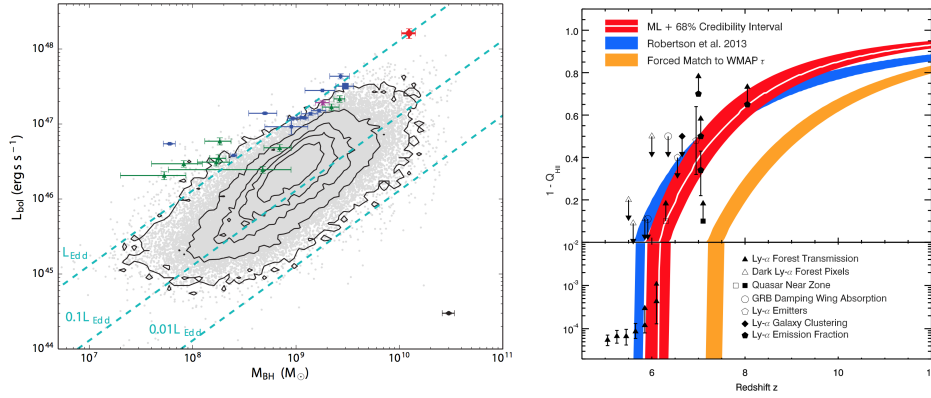 10^48
10^47
10^46
10^45
10^44
L_bol (erg s s^-1)
L_Edd
0.1L_Edd
0.01L_Edd
10^7
10^8
10^9
10^10
10^11
M_BH (M_⊙)
ML + 68% Credibility Interval
Robertson et al. 2013
Forced Match to WMAP τ
1.0
0.8
0.6
0.4
0.2
10^-2
10^-3
10^-4
1 - Q_HII
Ly-α Forest Transmission
Dark Ly-α Forest Pixels
Quasar Near Zone
GRB Damping Wing Absorption
Ly-α Emitters
Ly-α Galaxy Clustering
Ly-α Emission Fraction
6
8
10
12
Redshift z